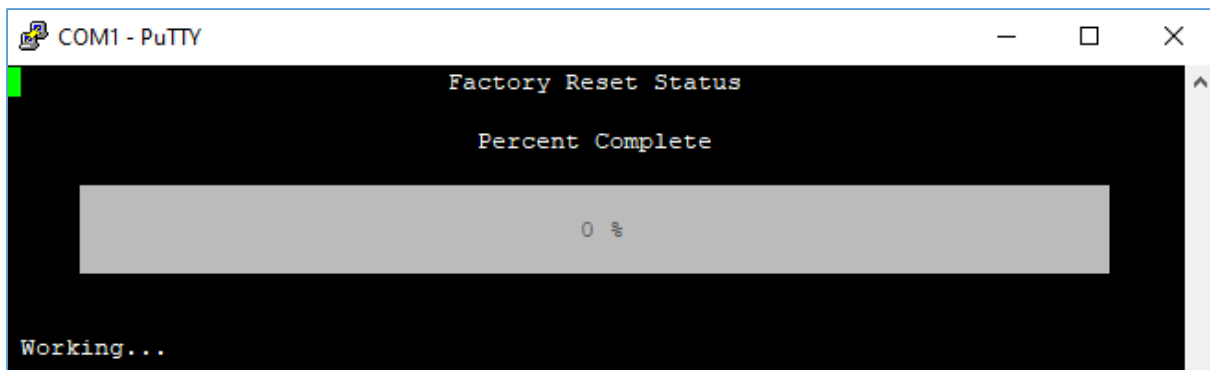 COM1 - PuTTY
Factory Reset Status
Percent Complete
0 %
Working...